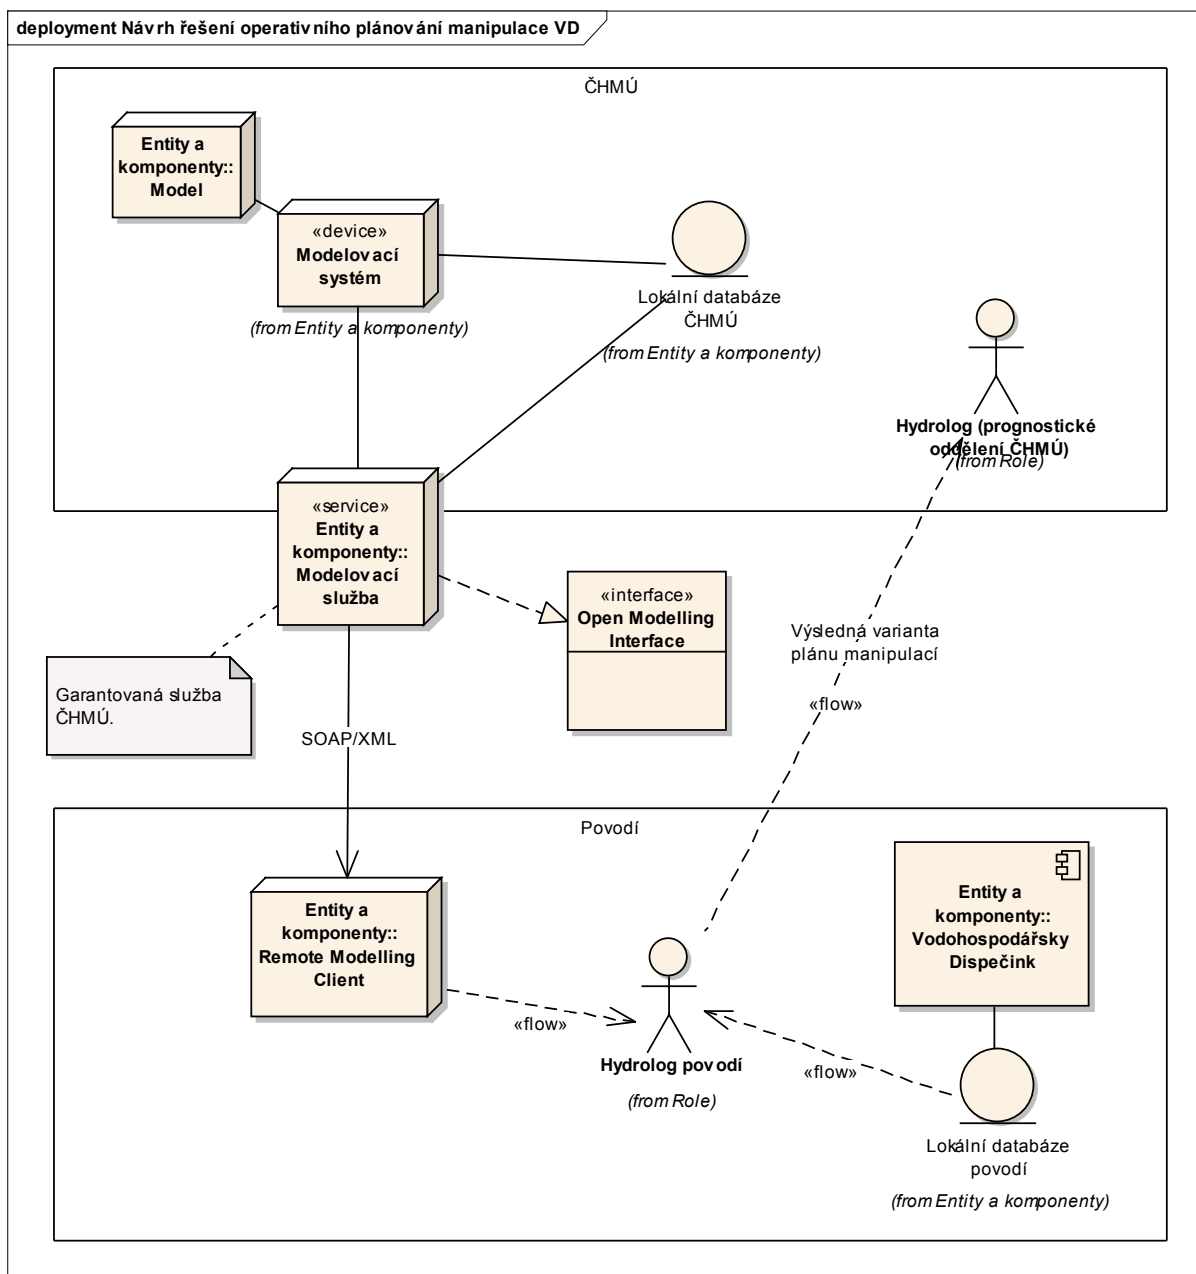 deployment Návrh řešení operativního plánování manipulace VD
ČHMÚ
Entity a
komponenty::
Model
«device»
Modelovací
systém
(from Entity a komponenty)
Lokální databáze
ČHMÚ
(from Entity a komponenty)
Hydrolog (prognostické
oddělení ČHMÚ)
(from Role)
«service»
Entity a
komponenty::
Modelovací
služba
«interface»
Open Modelling
Interface
Garantovaná služba
ČHMÚ.
SOAP/XML
Výsledná varianta
plánu manipulací
«flow»
Povodí
Entity a
komponenty::
Remote Modelling
Client
«flow»
Hydrolog povodí
(from Role)
«flow»
Entity a
komponenty::
Vodohospodářsky
Dispečink
Lokální databáze
povodí
(from Entity a komponenty)